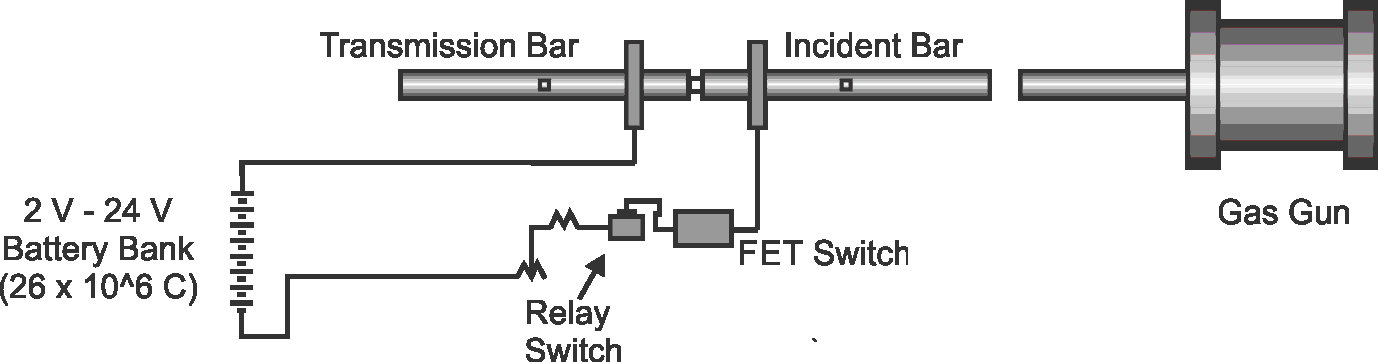 Transmission Bar
Incident Bar
2 V - 24 V
Battery Bank
(26 x 10^6 C)
Gas Gun
FET Switch
Relay
Switch